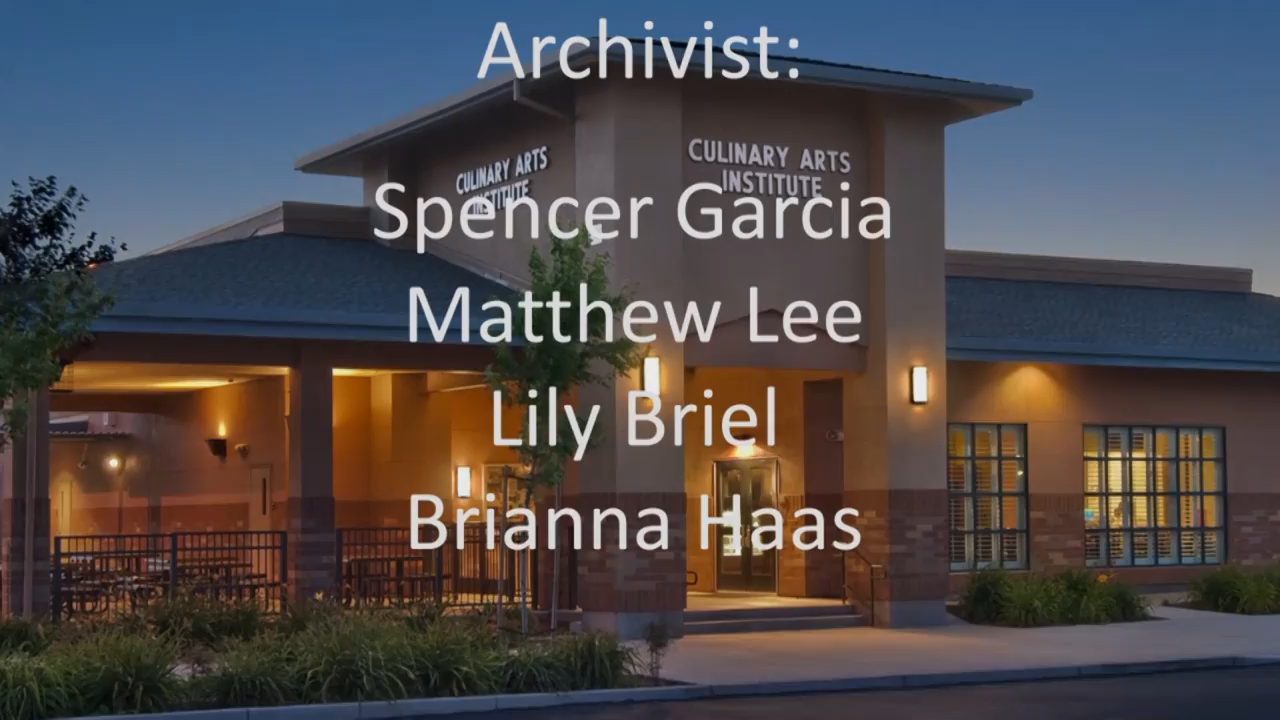 Archivist:
CULINARY ARTS
INSTITUTE
CULINARY ARTS
INSTITUTE
Spencer Garcia
Matthew Lee
Lily Briel
Brianna Haas